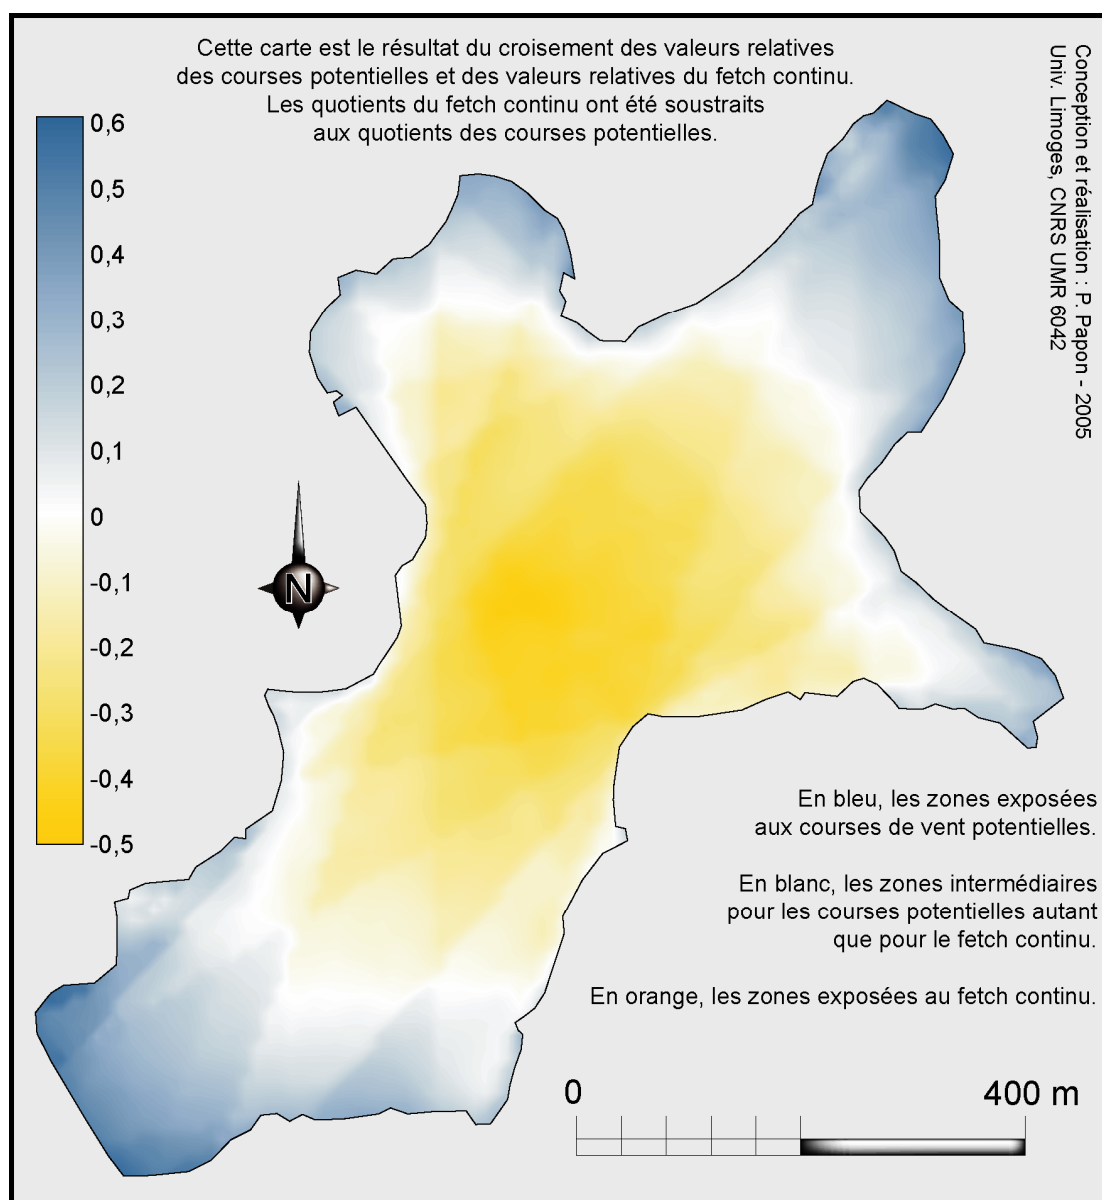 Cette carte est le résultat du croisement des valeurs relatives
des courses potentielles et des valeurs relatives du fetch continu.
Les quotients du fetch continu ont été soustraits
aux quotients des courses potentielles.
Conception et réalisation : P. Papon - 2005
Univ. Limoges, CNRS UMR 6042
0,6
0,5
0,4
0,3
0,2
0,1
0
-0,1
-0,2
-0,3
-0,4
-0,5
N
En bleu, les zones exposées
aux courses de vent potentielles.
En blanc, les zones intermédiaires
pour les courses potentielles autant
que pour le fetch continu.
En orange, les zones exposées au fetch continu.
0 400 m